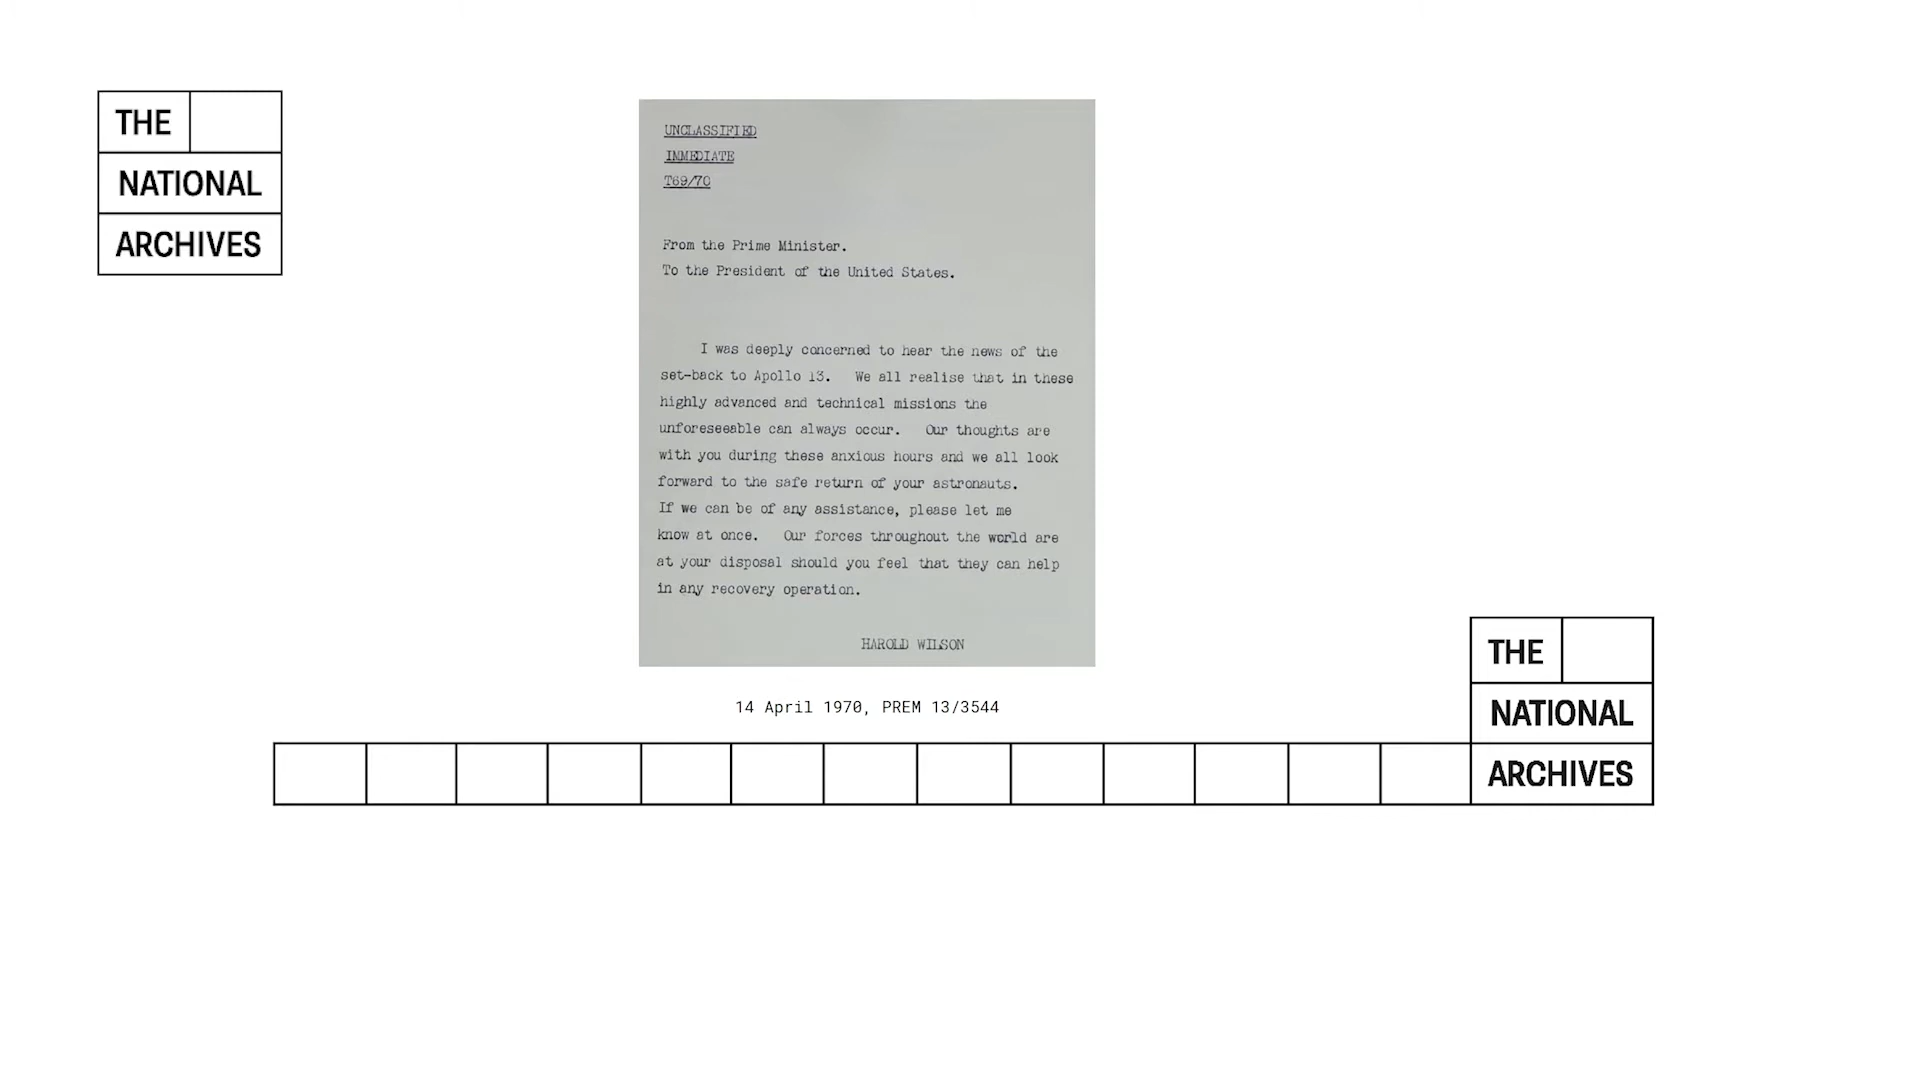 THE
NATIONAL
ARCHIVES
UNCLASSIFIED
IMMEDIATE
T69/70
From the Prime Minister.
To the President of the United States.
I was deeply concerned to hear the news of the
set-back to Apollo 13. We all realise that in these
highly advanced and technical missions the
unforeseeable can always occur. Our thoughts are
with you during these anxious hours and we all look
forward to the safe return of your astronauts.
If we can be of any assistance, please let me
know at once. Our forces throughout the world are
at your disposal should you feel that they can help
in any recovery operation.
HAROLD WILSON
14 April 1970, PREM 13/3544
THE
NATIONAL
ARCHIVES